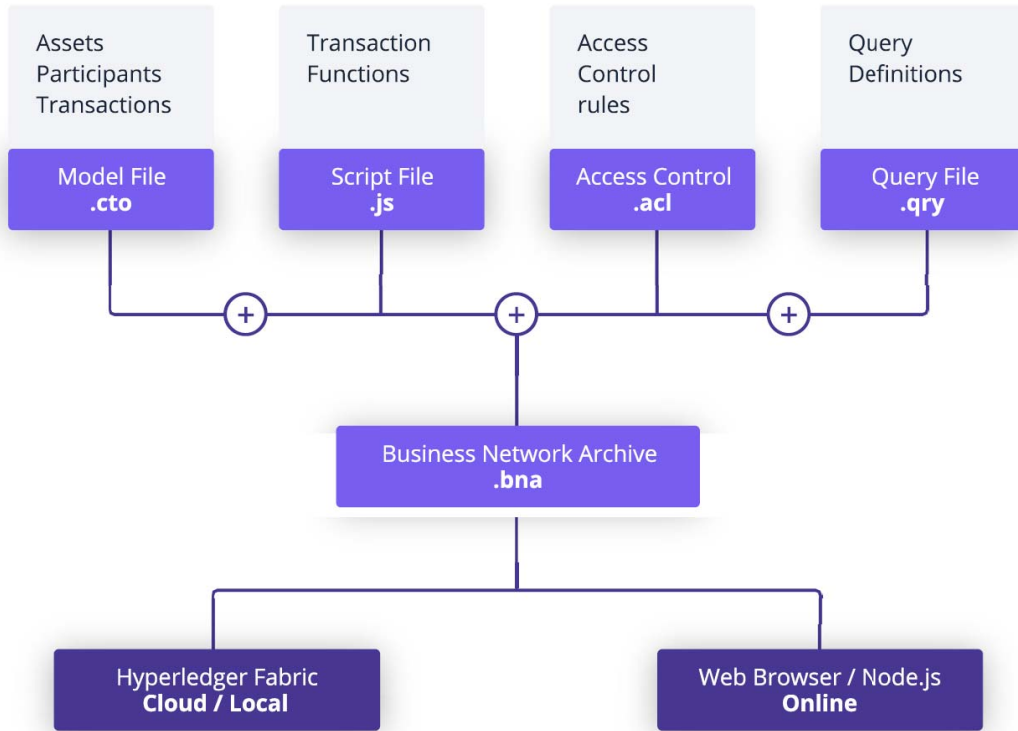 Assets
Participants
Transactions
Model File
.cto
Transaction
Functions
Script File
.js
Access
Control
rules
Access Control
.acl
Query
Definitions
Query File
.qry
+
+
+
Business Network Archive
.bna
Hyperledger Fabric
Cloud / Local
Web Browser / Node.js
Online